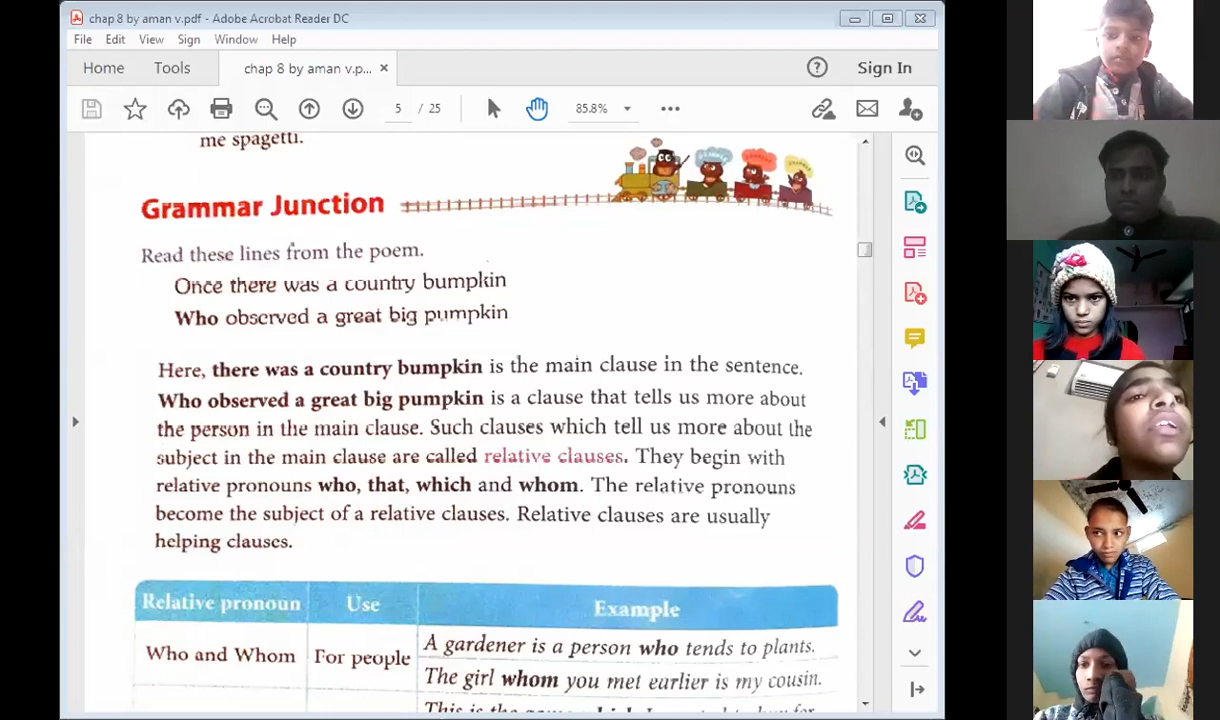 chap 8 by aman v.pdf - Adobe Acrobat Reader DC
File Edit View Sign Window Help
Home Tools chap 8 by aman v.p... × ? Sign In
5 / 25 85.8%
me spagetti.
Grammar Junction
Read these lines from the poem.
Once there was a country bumpkin
Who observed a great big pumpkin
Here, there was a country bumpkin is the main clause in the sentence.
Who observed a great big pumpkin is a clause that tells us more about
the person in the main clause. Such clauses which tell us more about the
subject in the main clause are called relative clauses. They begin with
relative pronouns who, that, which and whom. The relative pronouns
become the subject of a relative clauses. Relative clauses are usually
helping clauses.
Relative pronoun Use Example
Who and Whom For people
A gardener is a person who tends to plants.
The girl whom you met earlier is my cousin.
This is the